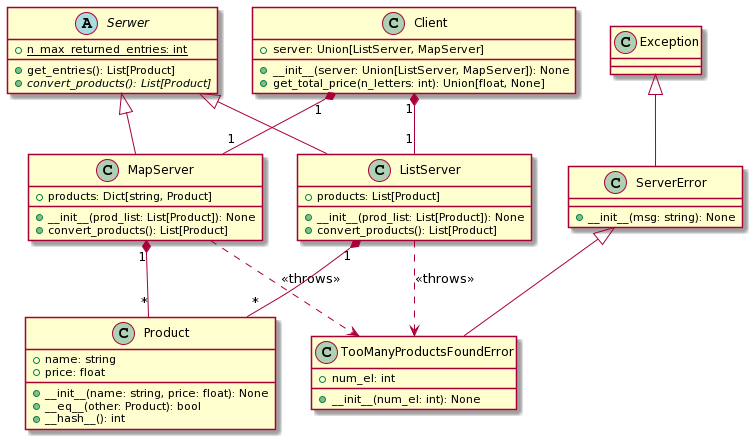 A Serwer
n_max_returned_entries: int
get_entries(): List[Product]
convert_products(): List[Product]
C Client
server: Union[ListServer, MapServer]
__init__(server: Union[ListServer, MapServer]): None
get_total_price(n_letters: int): Union[float, None]
C Exception
1
1
1
1
C MapServer
products: Dict[string, Product]
__init__(prod_list: List[Product]): None
convert_products(): List[Product]
C ListServer
products: List[Product]
__init__(prod_list: List[Product]): None
convert_products(): List[Product]
C ServerError
__init__(msg: string): None
1
1
«throws»
«throws»
*
*
C Product
name: string
price: float
__init__(name: string, price: float): None
__eq__(other: Product): bool
__hash__(): int
C TooManyProductsFoundError
num_el: int
__init__(num_el: int): None